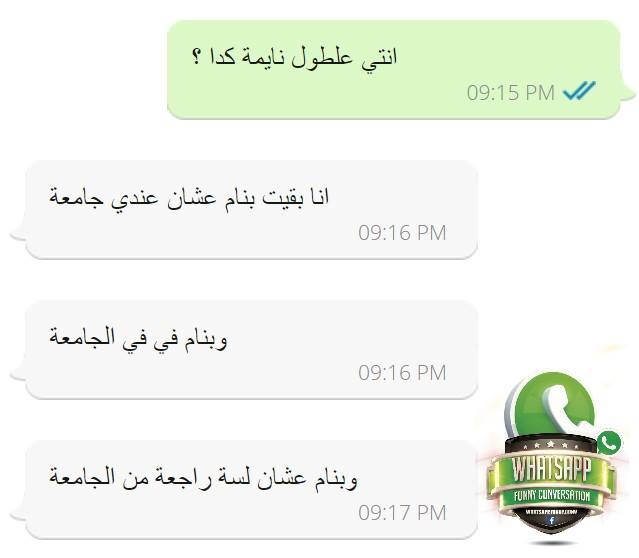 انتي علطول نايمة كدا ؟
09:15 PM
انا بقيت بنام عشان عندي جامعة
09:16 PM
وبنام في في الجامعة
09:16 PM
وبنام عشان لسة راجعة من الجامعة
09:17 PM
WHATSAPP
FUNNY CONVERSATION